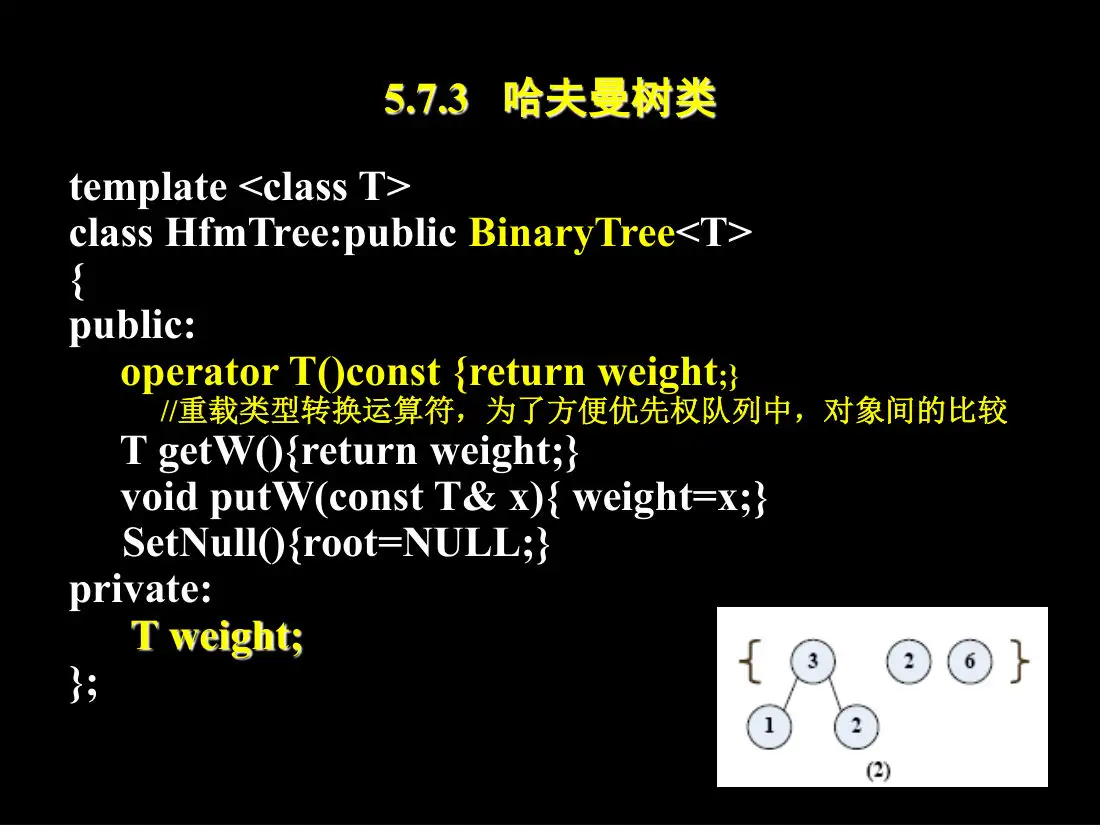 5.7.3 哈夫曼树类
template <class T>
class HfmTree:public BinaryTree<T>
{
public:
operator T()const {return weight;}
//重载类型转换运算符，为了方便优先权队列中，对象间的比较
T getW(){return weight;}
void putW(const T& x){ weight=x;}
SetNull(){root=NULL;}
private:
T weight;
};
{ 3 2 6 }
1 2
(2)